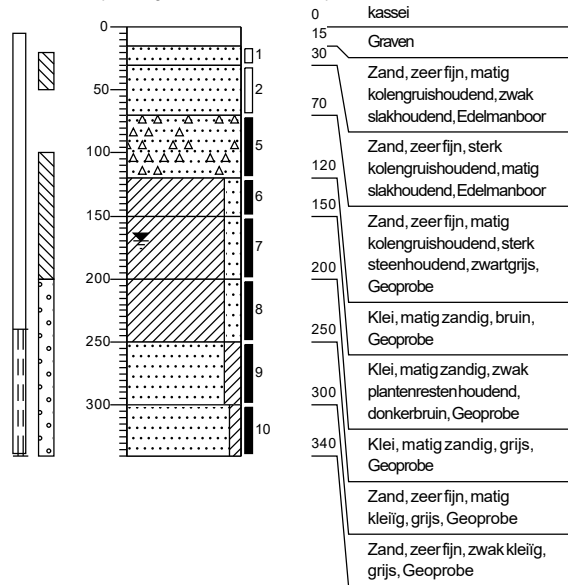 0
50
100
150
200
250
300
1
2
5
6
7
8
9
10
0
kassei
15
Graven
30
Zand, zeer fijn, matig
kolengruishoudend, zwak
slakhoudend, Edelmanboor
70
Zand, zeer fijn, sterk
kolengruishoudend, matig
slakhoudend, Edelmanboor
120
150
Zand, zeer fijn, matig
kolengruishoudend, sterk
steenhoudend, zwartgrijs,
Geoprobe
200
Klei, matig zandig, bruin,
Geoprobe
250
Klei, matig zandig, zwak
plantenrestenhoudend,
donkerbruin, Geoprobe
300
340
Klei, matig zandig, grijs,
Geoprobe
Zand, zeer fijn, matig
kleiïg, grijs, Geoprobe
Zand, zeer fijn, zwak kleiïg,
grijs, Geoprobe